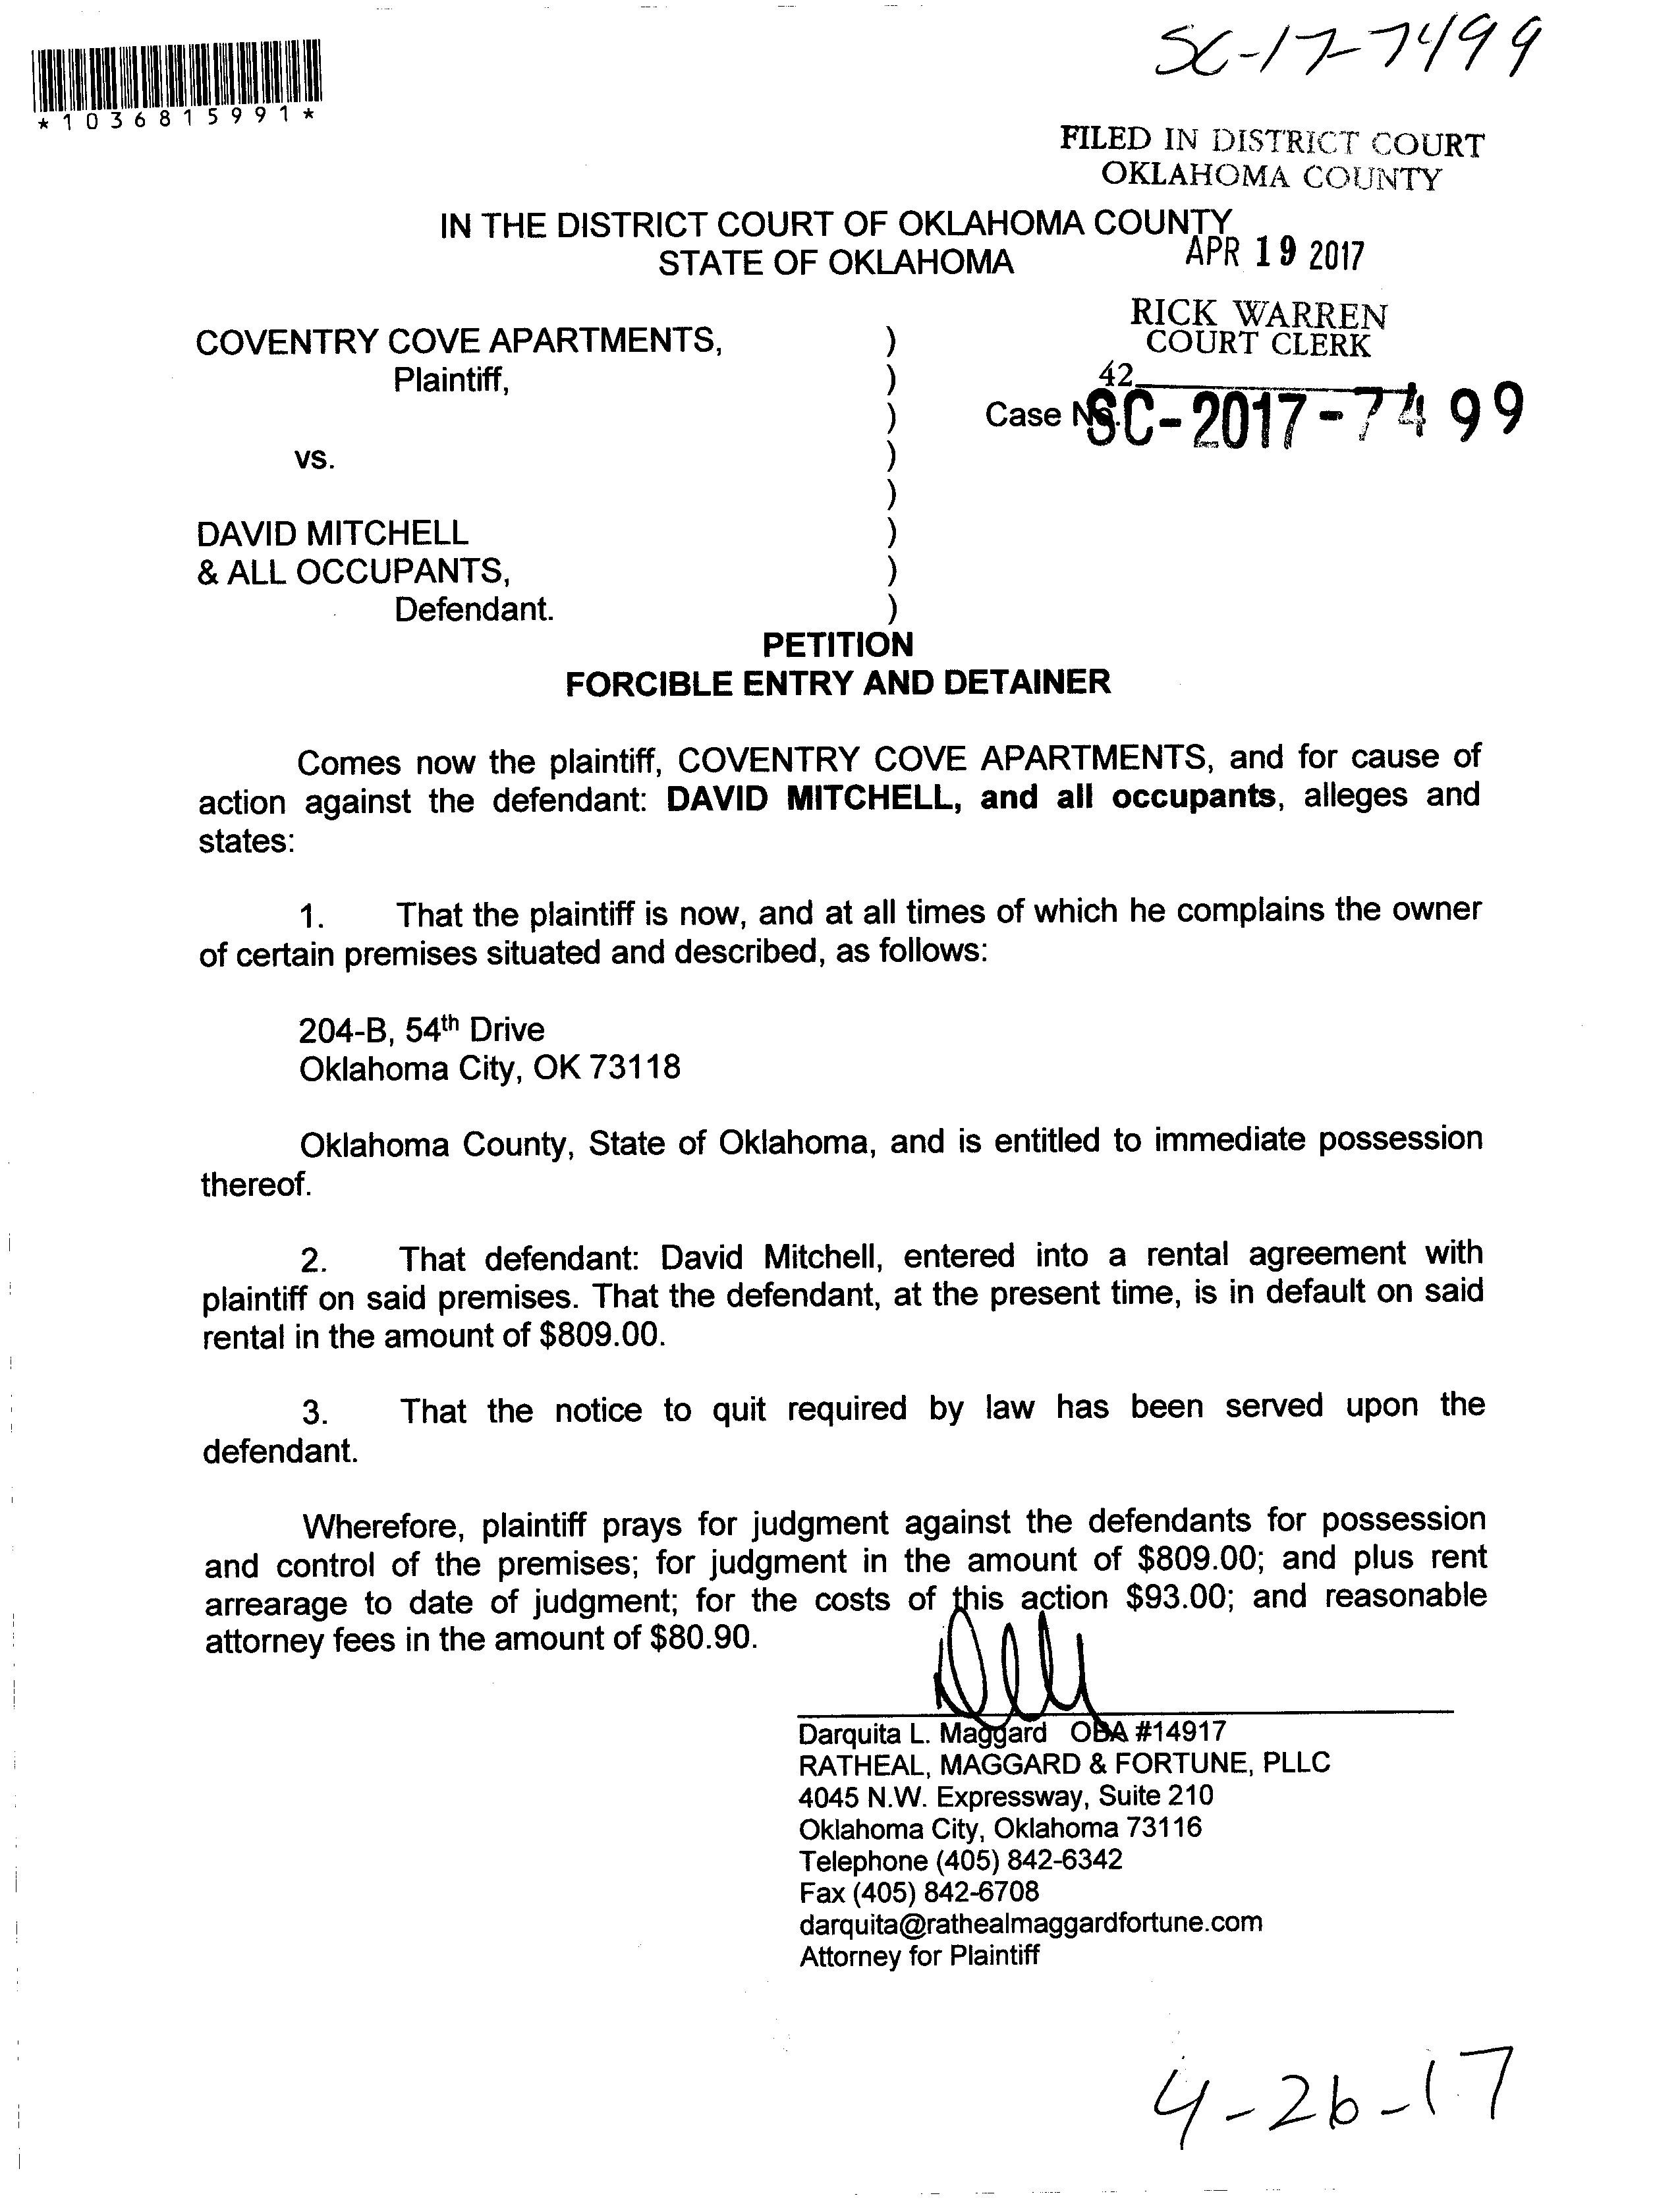 SC-17-7499
*1036815991*
FILED IN DISTRICT COURT
OKLAHOMA COUNTY
IN THE DISTRICT COURT OF OKLAHOMA COUNTY
STATE OF OKLAHOMA
APR 19 2017
RICK WARREN
COURT CLERK
42
COVENTRY COVE APARTMENTS, )
Plaintiff, )
) Case No. SC-2017-7499
vs. )
)
DAVID MITCHELL )
& ALL OCCUPANTS, )
Defendant. )
PETITION
FORCIBLE ENTRY AND DETAINER
Comes now the plaintiff, COVENTRY COVE APARTMENTS, and for cause of
action against the defendant: DAVID MITCHELL, and all occupants, alleges and
states:
1. That the plaintiff is now, and at all times of which he complains the owner
of certain premises situated and described, as follows:
204-B, 54th Drive
Oklahoma City, OK 73118
Oklahoma County, State of Oklahoma, and is entitled to immediate possession
thereof.
2. That defendant: David Mitchell, entered into a rental agreement with
plaintiff on said premises. That the defendant, at the present time, is in default on said
rental in the amount of $809.00.
3. That the notice to quit required by law has been served upon the
defendant.
Wherefore, plaintiff prays for judgment against the defendants for possession
and control of the premises; for judgment in the amount of $809.00; and plus rent
arrearage to date of judgment; for the costs of this action $93.00; and reasonable
attorney fees in the amount of $80.90.
Darquita L. Maggard OBA #14917
RATHEAL, MAGGARD & FORTUNE, PLLC
4045 N.W. Expressway, Suite 210
Oklahoma City, Oklahoma 73116
Telephone (405) 842-6342
Fax (405) 842-6708
darquita@rathealmaggardfortune.com
Attorney for Plaintiff
4-26-17